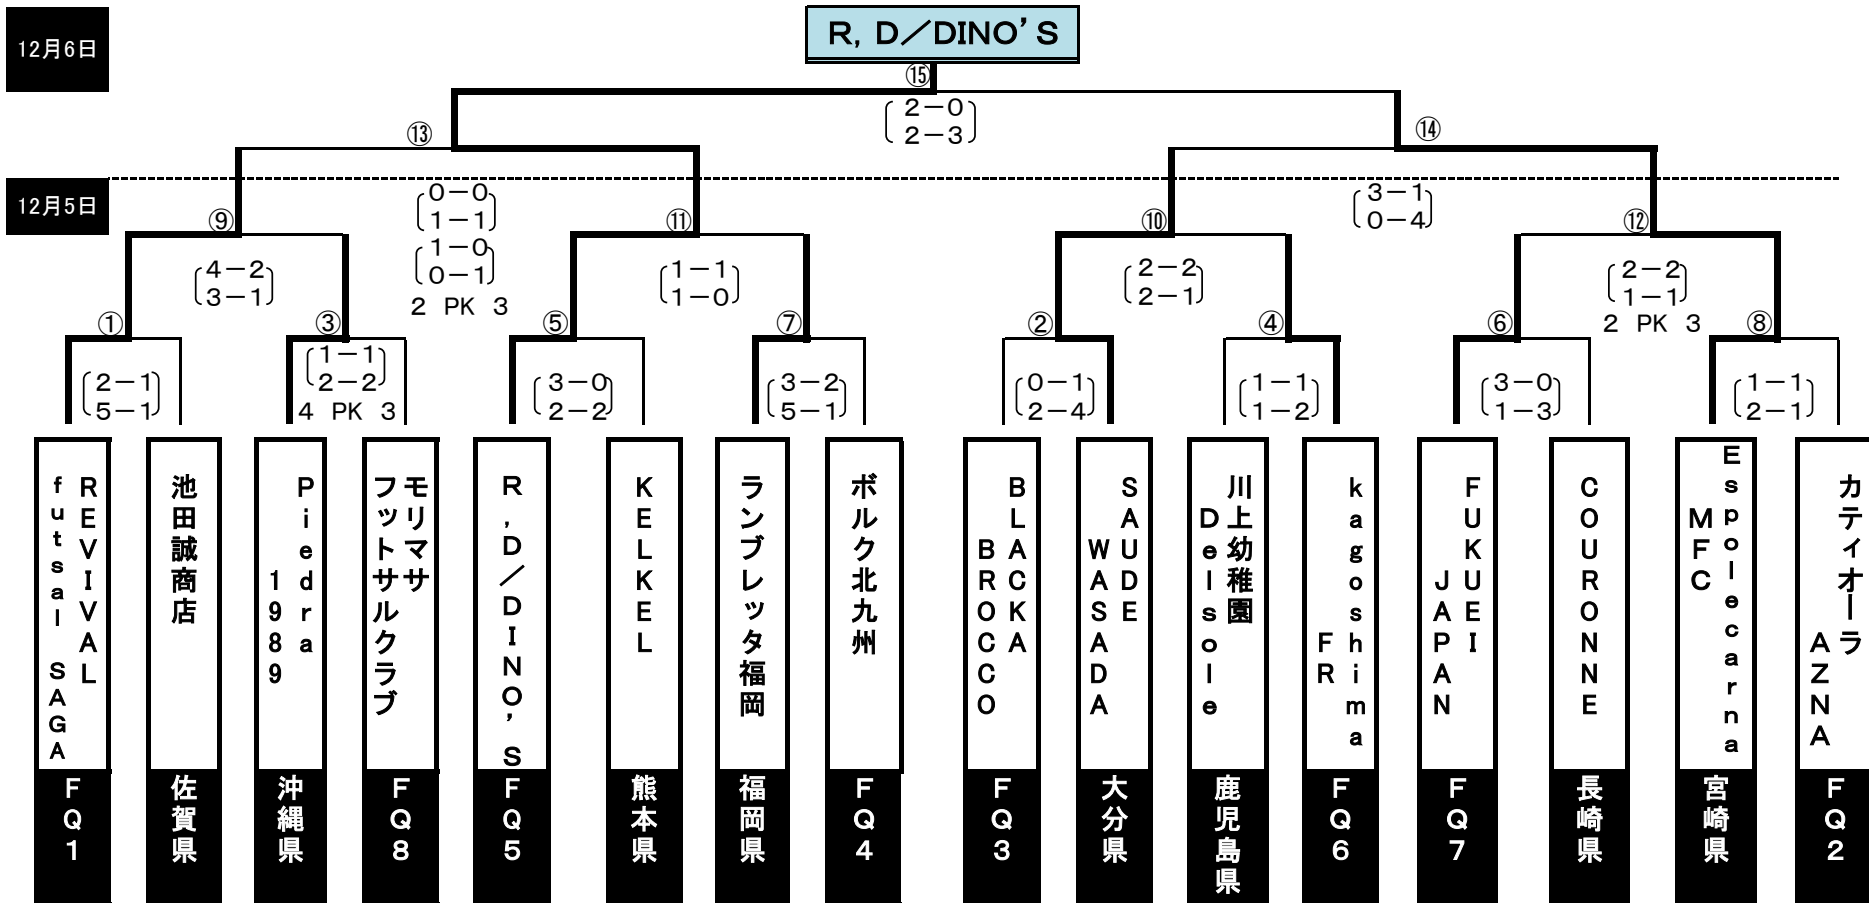 12月6日
R, D／DINO'S
⑮
2－0
2－3
⑬
⑭
12月5日
0－0
1－1
1－0
0－1
2 PK 3
3－1
0－4
⑨
⑪
⑩
⑫
4－2
3－1
1－1
1－0
2－2
2－1
2－2
1－1
2 PK 3
①
③
⑤
⑦
②
④
⑥
⑧
2－1
5－1
1－1
2－2
4 PK 3
3－0
2－2
3－2
5－1
0－1
2－4
1－1
1－2
3－0
1－3
1－1
2－1
REVIVAL
futsal SAGA
FQ1
池田誠商店
佐賀県
Piedra
1989
沖縄県
モリマサ
フットサルクラブ
FQ8
R,D／DINO'S
FQ5
KELKEL
熊本県
ランブレッタ福岡
福岡県
ボルク北九州
FQ4
BLACKA
BROCCO
FQ3
SAUDE
WASADA
大分県
川上幼稚園
Delsole
鹿児島県
kagoshima
FR
FQ6
FUKUEI
JAPAN
FQ7
COURONNE
長崎県
Espolecarna
MFC
宮崎県
カティオーラ
AZNA
FQ2